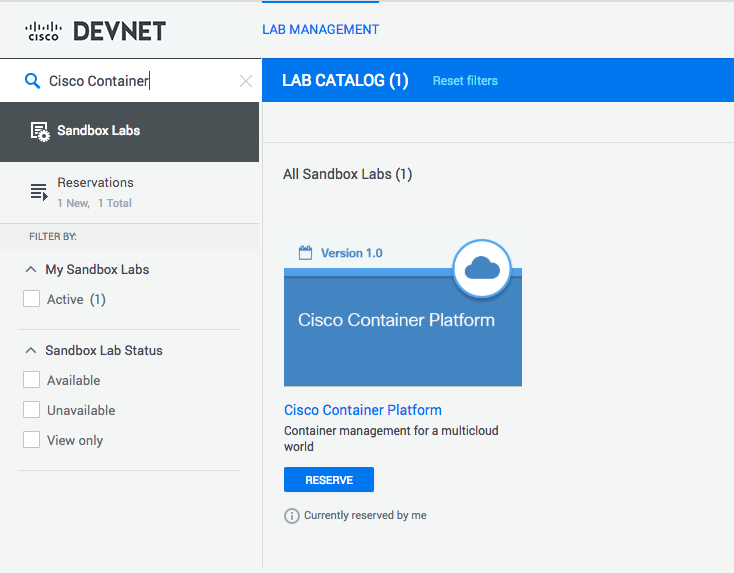 CISCO DEVNET
LAB MANAGEMENT
Cisco Container
LAB CATALOG (1) Reset filters
Sandbox Labs
Reservations
1 New, 1 Total
FILTER BY:
My Sandbox Labs
Active (1)
Sandbox Lab Status
Available
Unavailable
View only
All Sandbox Labs (1)
Version 1.0
Cisco Container Platform
Cisco Container Platform
Container management for a multicloud
world
RESERVE
Currently reserved by me